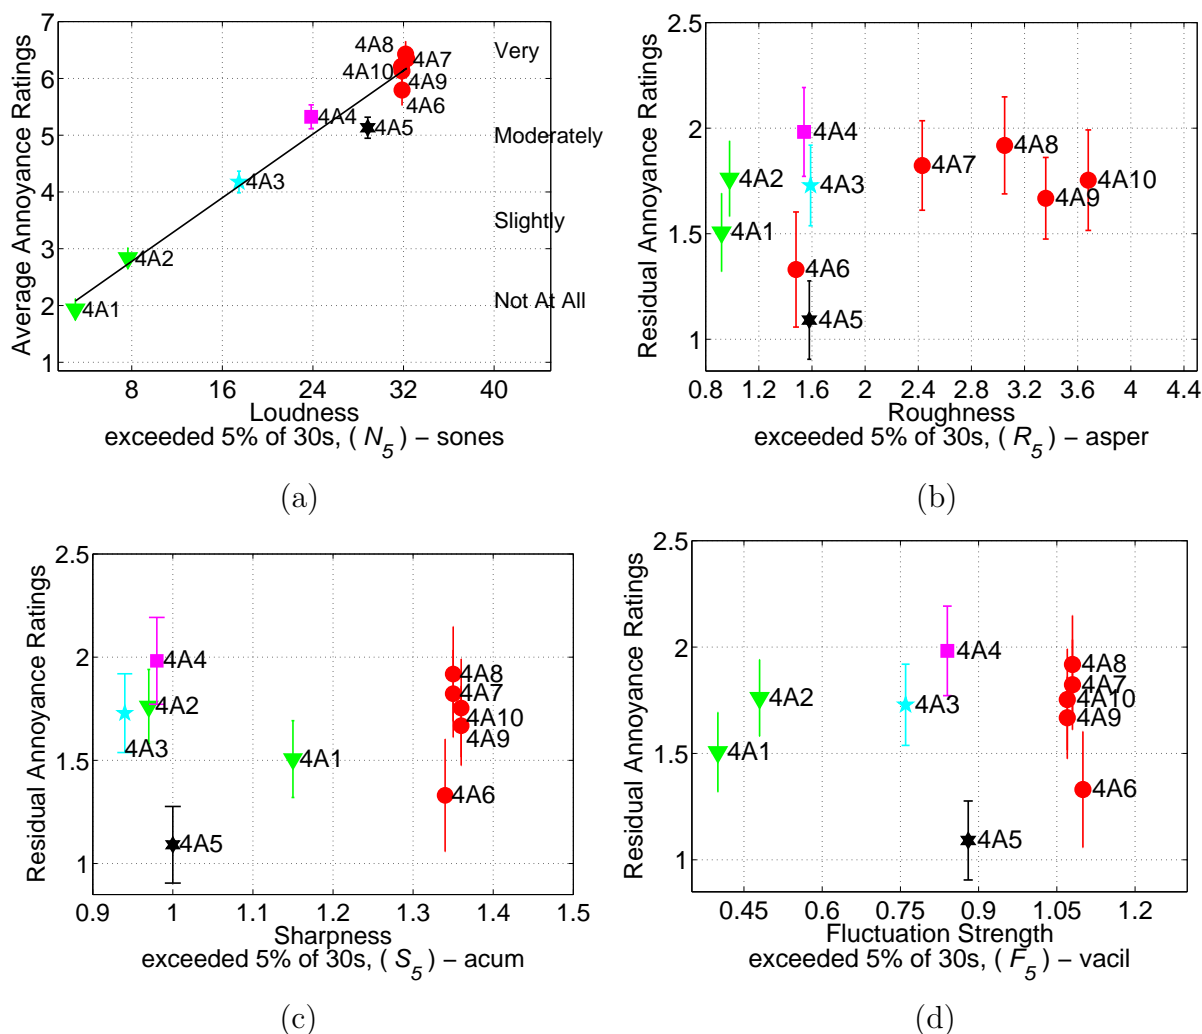 Average Annoyance Ratings
7
6
5
4
3
2
1
4A8
4A7
4A10
4A9
4A6
4A4
4A5
4A3
4A2
4A1
Very
Moderately
Slightly
Not At All
8 16 24 32 40
Loudness
exceeded 5% of 30s, ( N5 ) − sones
(a)
Residual Annoyance Ratings
2.5
2
1.5
1
4A4
4A8
4A7
4A2
4A3
4A10
4A9
4A1
4A6
4A5
0.8 1.2 1.6 2 2.4 2.8 3.2 3.6 4 4.4
Roughness
exceeded 5% of 30s, ( R5 ) − asper
(b)
Residual Annoyance Ratings
2.5
2
1.5
1
4A4
4A8
4A7
4A2
4A10
4A3
4A9
4A1
4A6
4A5
0.9 1 1.1 1.2 1.3 1.4 1.5
Sharpness
exceeded 5% of 30s, ( S5 ) − acum
(c)
Residual Annoyance Ratings
2.5
2
1.5
1
4A4
4A8
4A7
4A2
4A3
4A10
4A9
4A1
4A6
4A5
0.45 0.6 0.75 0.9 1.05 1.2
Fluctuation Strength
exceeded 5% of 30s, ( F5 ) − vacil
(d)